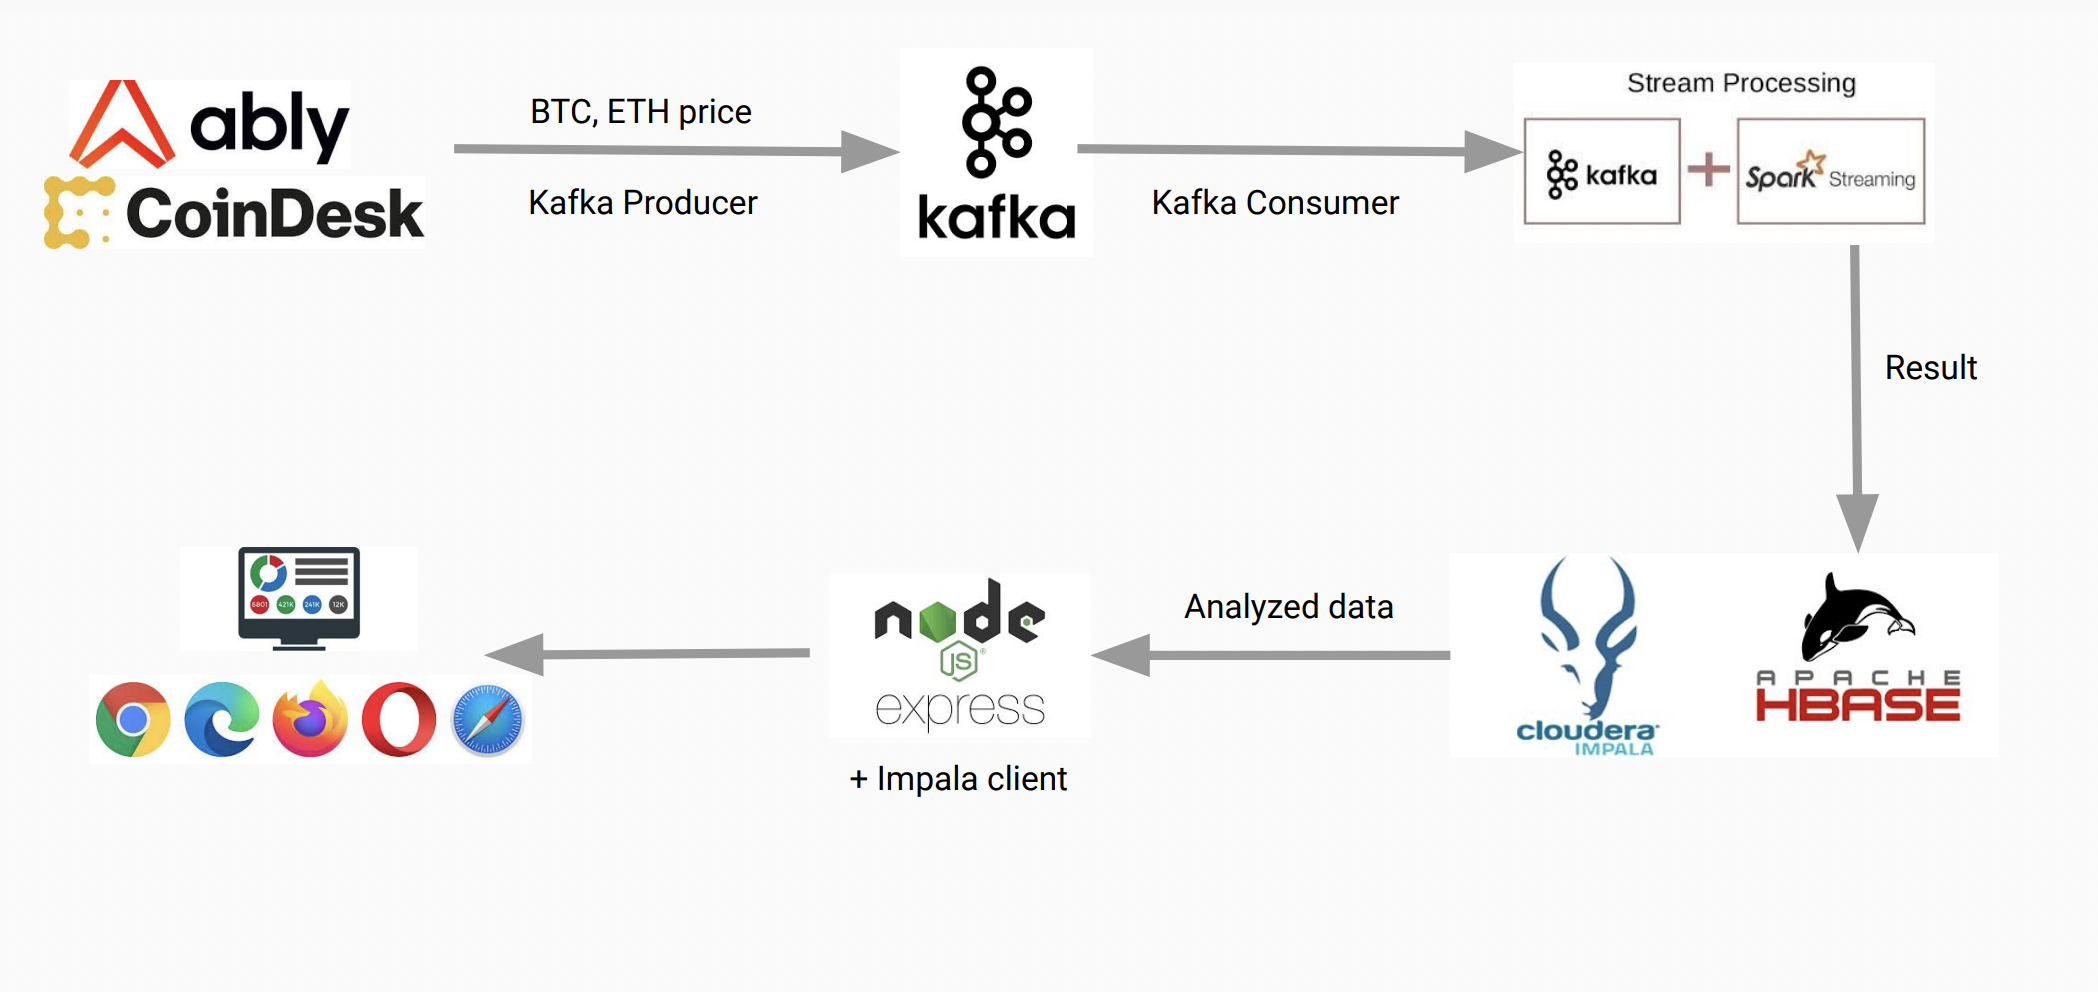 ably
CoinDesk
BTC, ETH price
Kafka Producer
kafka
Kafka Consumer
Stream Processing
kafka
+
Spark Streaming
Result
cloudera
IMPALA
APACHE
HBASE
Analyzed data
node
JS
express
+ Impala client
6801 421K 241K 12K